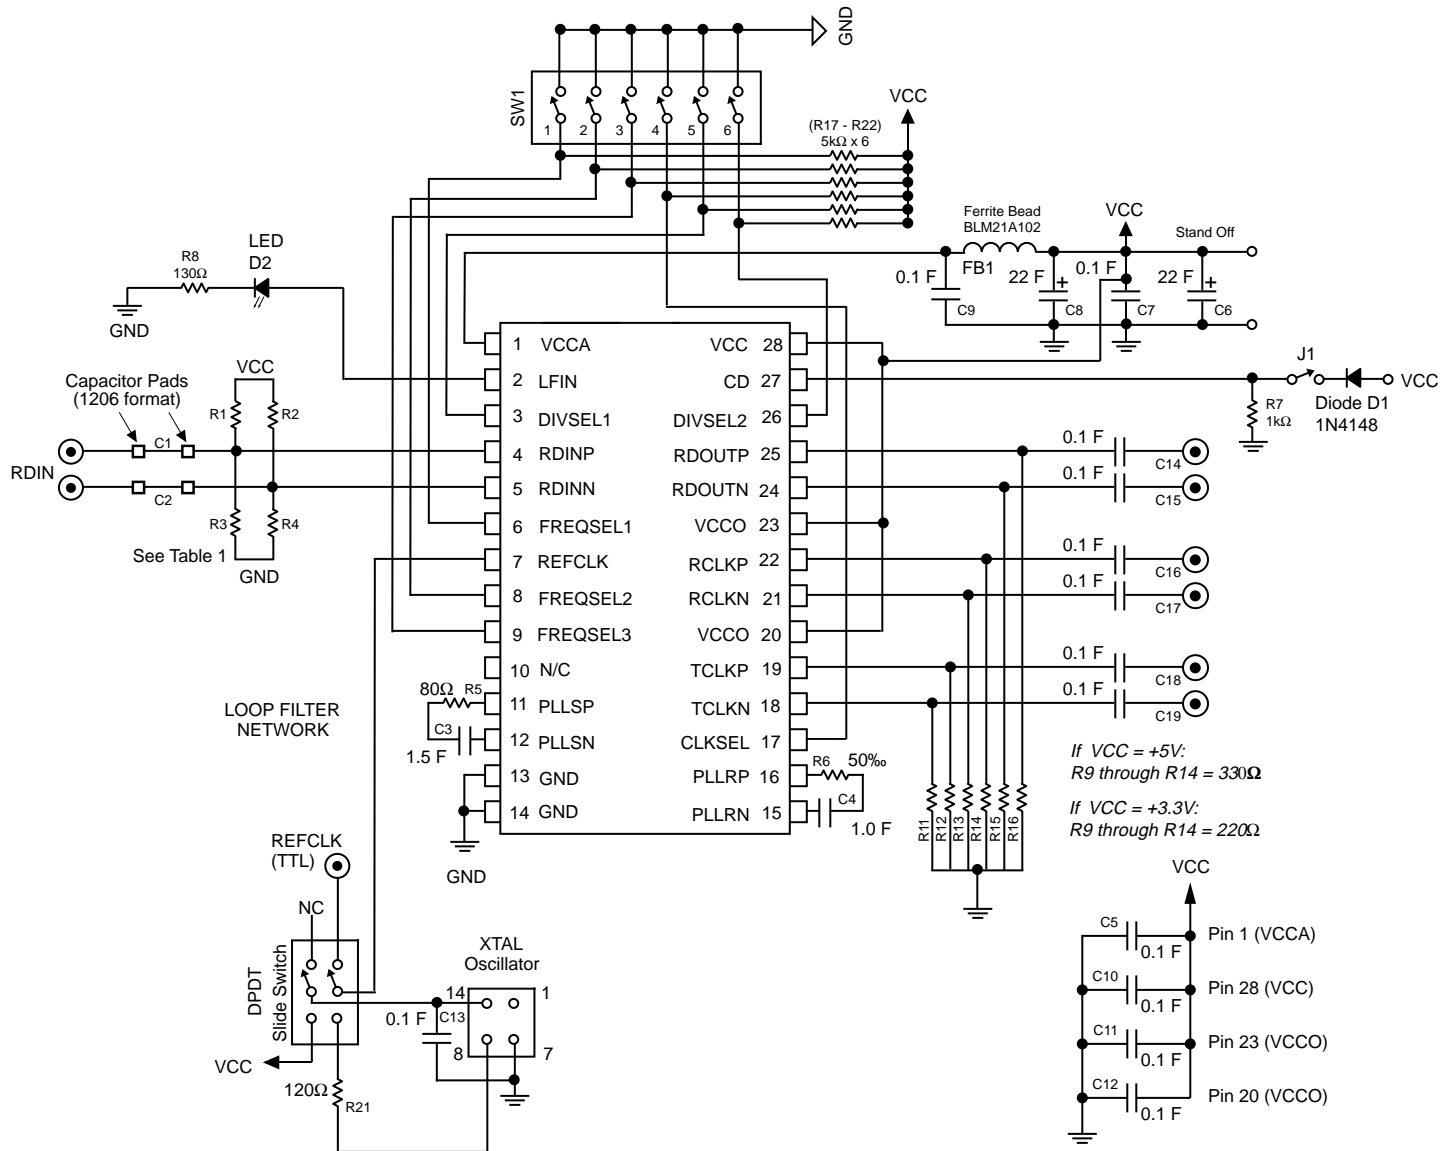 GND
SW1
1 2 3 4 5 6
VCC
(R17 - R22)
5kΩ x 6
Ferrite Bead
BLM21A102
VCC
Stand Off
0.1 F
FB1
22 F
+
0.1 F
22 F
+
C9
C8
C7
C6
LED
D2
R8
130Ω
GND
1 VCCA
2 LFIN
3 DIVSEL1
4 RDINP
5 RDINN
6 FREQSEL1
7 REFCLK
8 FREQSEL2
9 FREQSEL3
10 N/C
11 PLLSP
12 PLLSN
13 GND
14 GND
VCC 28
CD 27
DIVSEL2 26
RDOUTP 25
RDOUTN 24
VCCO 23
RCLKP 22
RCLKN 21
VCCO 20
TCLKP 19
TCLKN 18
CLKSEL 17
PLLRP 16
PLLRN 15
J1
VCC
R7
1kΩ
Diode D1
1N4148
Capacitor Pads
(1206 format)
VCC
R1
R2
C1
RDIN
C2
R3
R4
See Table 1
GND
0.1 F
C14
0.1 F
C15
0.1 F
C16
0.1 F
C17
0.1 F
C18
0.1 F
C19
80Ω
R5
C3
1.5 F
LOOP FILTER
NETWORK
GND
R6
50‰
C4
1.0 F
R11
R12
R13
R14
R15
R16
If VCC = +5V:
R9 through R14 = 330Ω
If VCC = +3.3V:
R9 through R14 = 220Ω
REFCLK
(TTL)
NC
DPDT
Slide Switch
VCC
120Ω
R21
XTAL
Oscillator
14
1
0.1 F
C13
8
7
VCC
C5
0.1 F
Pin 1 (VCCA)
C10
0.1 F
Pin 28 (VCC)
C11
0.1 F
Pin 23 (VCCO)
C12
0.1 F
Pin 20 (VCCO)